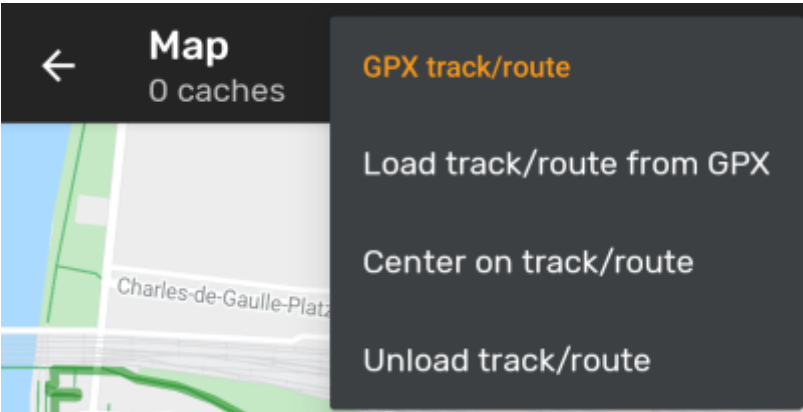 Map
0 caches
GPX track/route
Load track/route from GPX
Center on track/route
Unload track/route
Charles-de-Gaulle-Platz